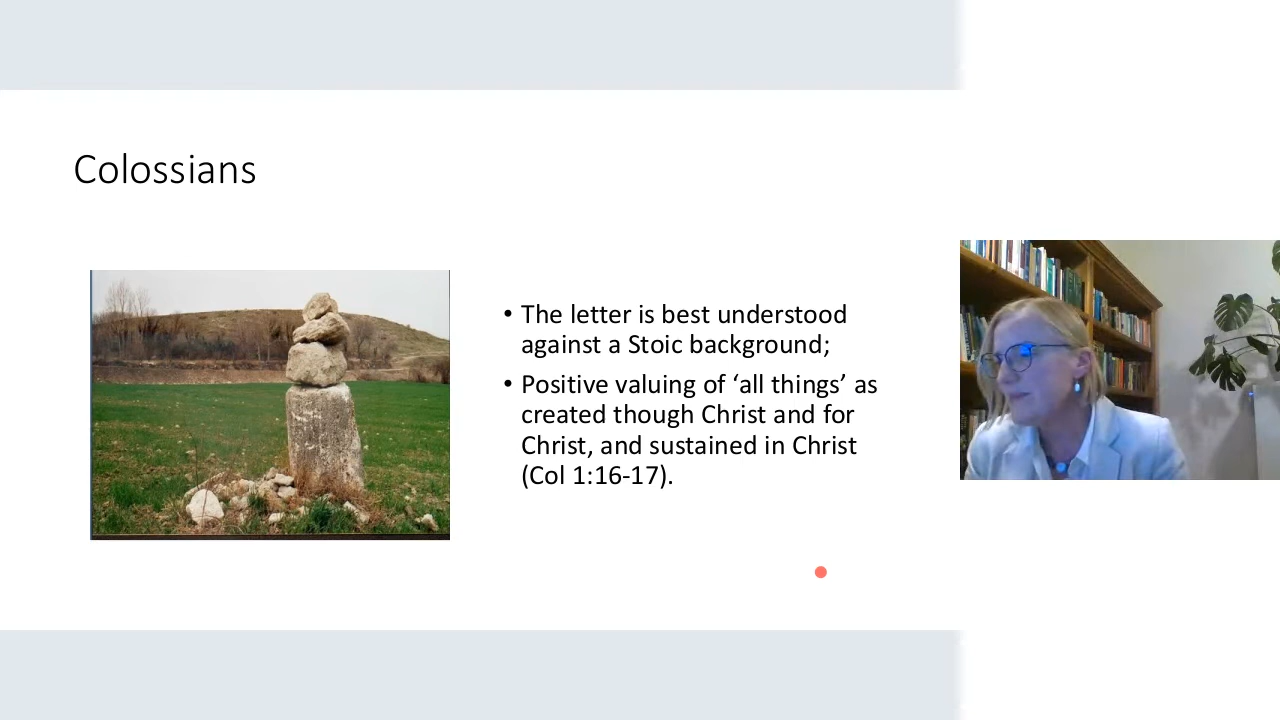 Colossians
• The letter is best understood
against a Stoic background;
• Positive valuing of ‘all things’ as
created though Christ and for
Christ, and sustained in Christ
(Col 1:16-17).